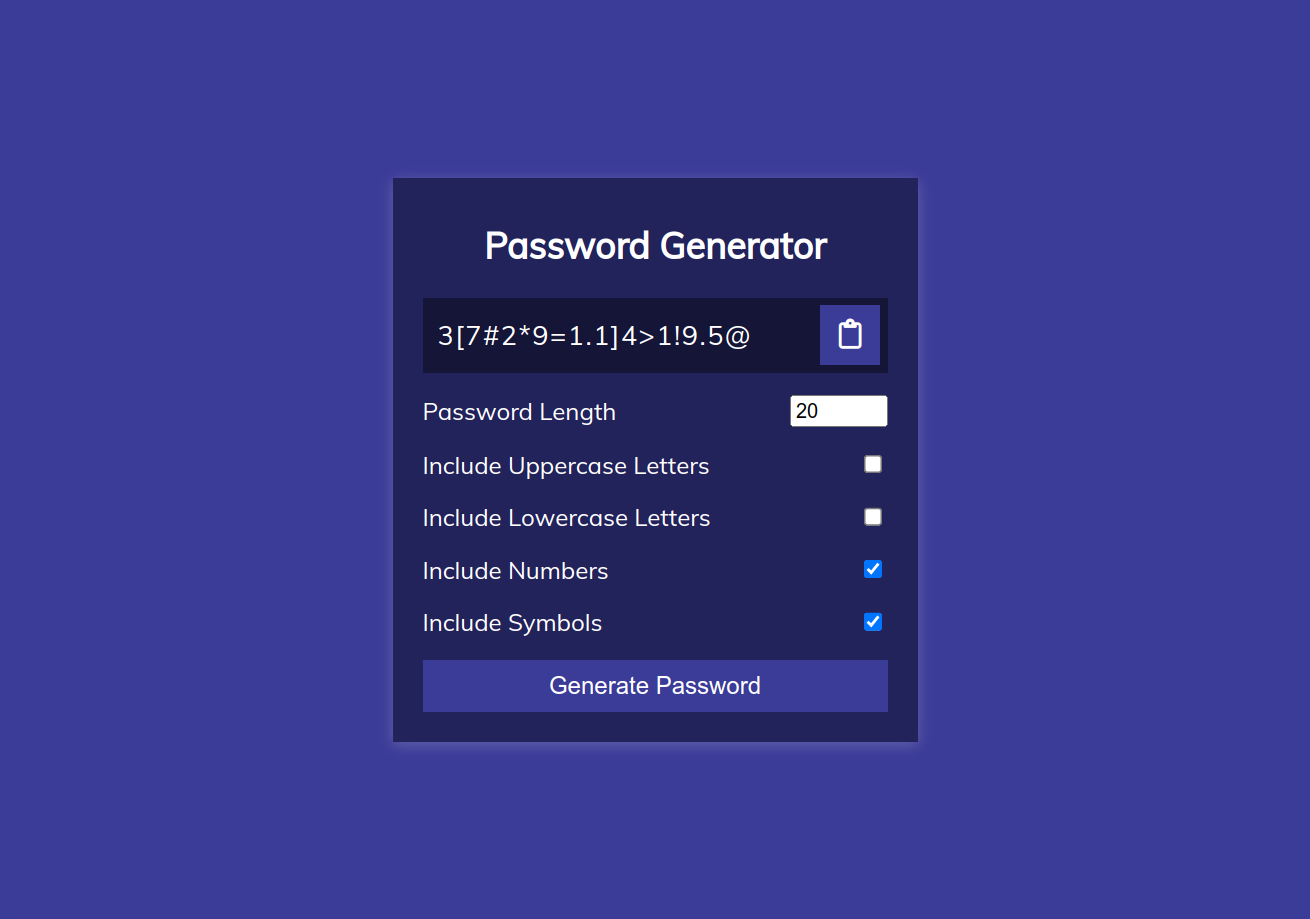 Password Generator
3[7#2*9=1.1]4>1!9.5@
Password Length
20
Include Uppercase Letters
Include Lowercase Letters
Include Numbers
Include Symbols
Generate Password